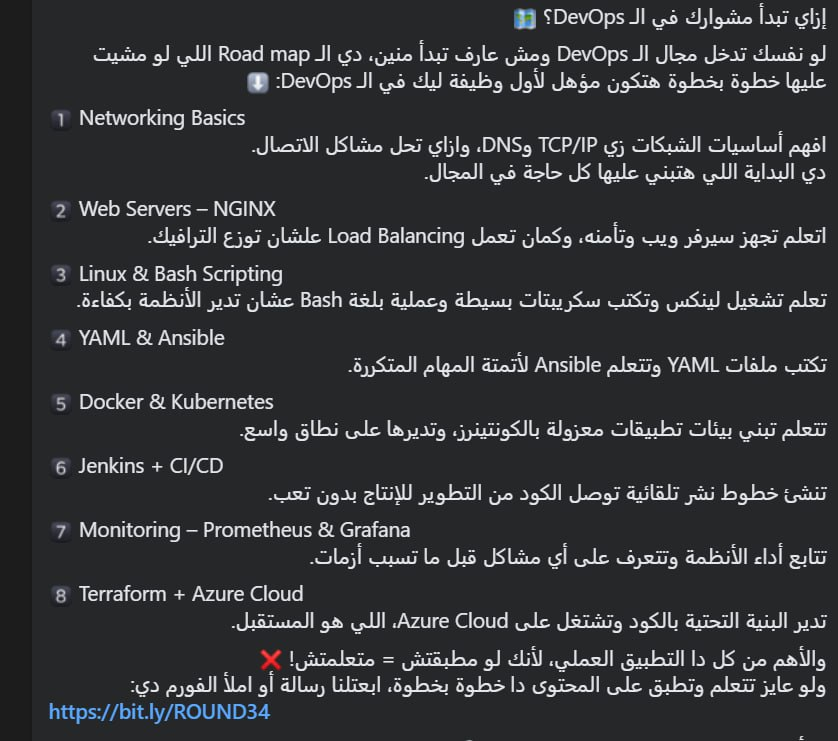 إزاي تبدأ مشوارك في الـ DevOps؟ 🗺️
لو نفسك تدخل مجال الـ DevOps ومش عارف تبدأ منين، دي الـ Road map اللي لو مشيت
عليها خطوة بخطوة هتكون مؤهل لأول وظيفة ليك في الـ DevOps: ⬇️
1️⃣ Networking Basics
افهم أساسيات الشبكات زي TCP/IP وDNS، وازاي تحل مشاكل الاتصال.
دي البداية اللي هتبني عليها كل حاجة في المجال.
2️⃣ Web Servers – NGINX
اتعلم تجهز سيرفر ويب وتأمنه، وكمان تعمل Load Balancing علشان توزع الترافيك.
3️⃣ Linux & Bash Scripting
تعلم تشغيل لينكس وتكتب سكريبتات بسيطة وعملية بلغة Bash عشان تدير الأنظمة بكفاءة.
4️⃣ YAML & Ansible
تكتب ملفات YAML وتتعلم Ansible لأتمتة المهام المتكررة.
5️⃣ Docker & Kubernetes
تتعلم تبني بيئات تطبيقات معزولة بالكونتينرز، وتديرها على نطاق واسع.
6️⃣ Jenkins + CI/CD
تنشئ خطوط نشر تلقائية توصل الكود من التطوير للإنتاج بدون تعب.
7️⃣ Monitoring – Prometheus & Grafana
تتابع أداء الأنظمة وتتعرف على أي مشاكل قبل ما تسبب أزمات.
8️⃣ Terraform + Azure Cloud
تدير البنية التحتية بالكود وتشتغل على Azure Cloud، اللي هو المستقبل.
والأهم من كل دا التطبيق العملي، لأنك لو مطبقتش = متعلمتش! ❌
ولو عايز تتعلم وتطبق على المحتوى دا خطوة بخطوة، ابعتلنا رسالة أو املأ الفورم دي:
https://bit.ly/ROUND34